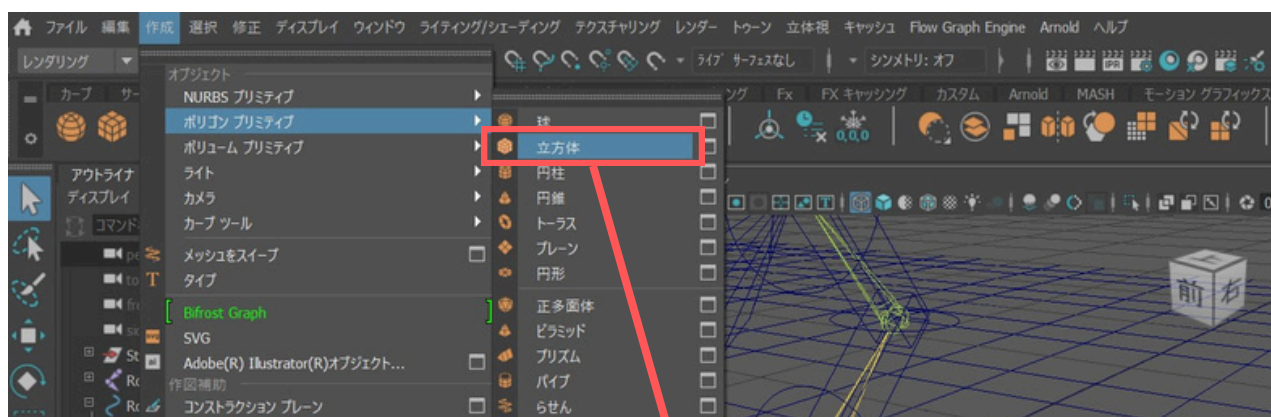 ファイル 編集 作成 選択 修正 ディスプレイ ウィンドウ ライティング/シェーディング テクスチャリング レンダー トゥーン 立体視 キャッシュ Flow Graph Engine Arnold ヘルプ
レンダリング ライブ サーフェスなし シンメトリ: オフ
IPR
オブジェクト
カーブ サー ング Fx FX キャッシング カスタム Arnold MASH モーション グラフィックス
NURBS プリミティブ
ポリゴン プリミティブ 球
0,0,0
ボリューム プリミティブ 立方体
アウトライナ ライト 円柱
ディスプレイ カメラ 円錐
コマンド カーブ ツール トーラス
メッシュをスイープ プレーン
タイプ 円形
前 右
Bifrost Graph 正多面体
SVG ピラミッド
Adobe(R) Illustrator(R)オブジェクト... プリズム
作図補助 パイプ
コンストラクション プレーン らせん